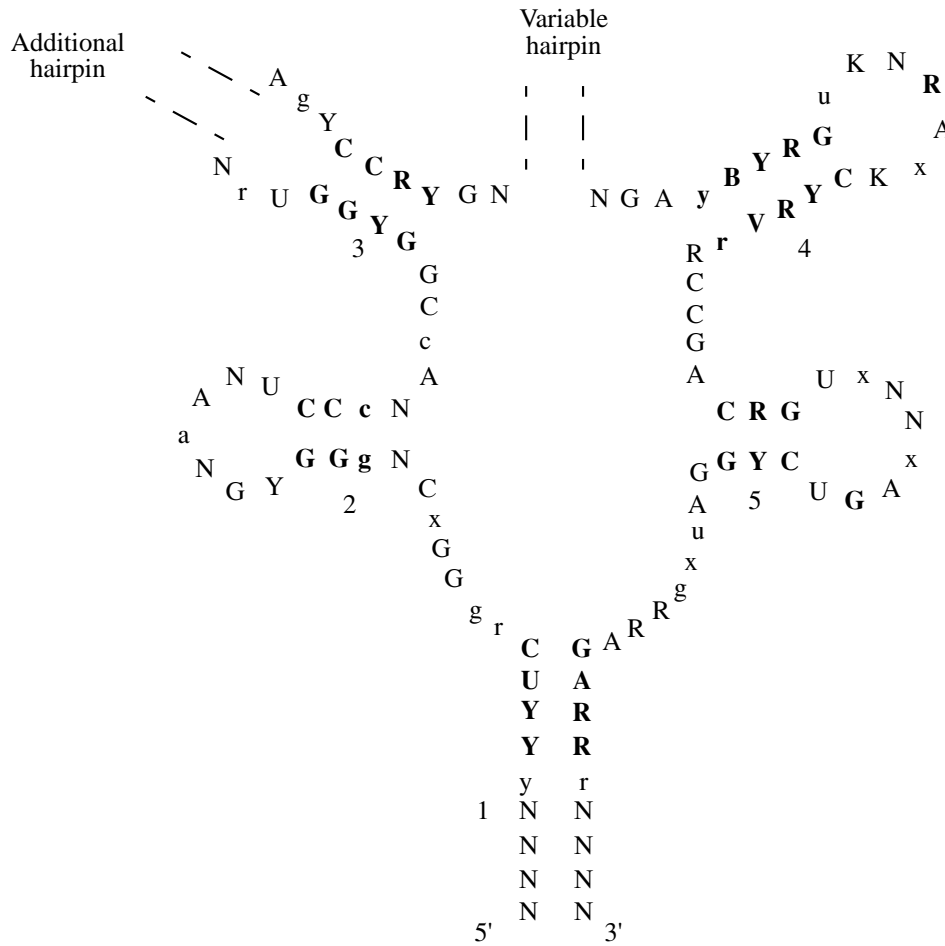 Additional
hairpin
Variable
hairpin
A g Y C C R Y G N
N r U G G Y G
3
G C c A
N c C C U N A a N G Y G G g N
2
C x G G g r
C U Y Y y N N N N
1
5'
N G A y B Y R G u K N R A x K C Y R V r
4
R C C G A
C R G U x N N x A G U C Y G
5
G A u x g R R A
G A R R r N N N N
3'